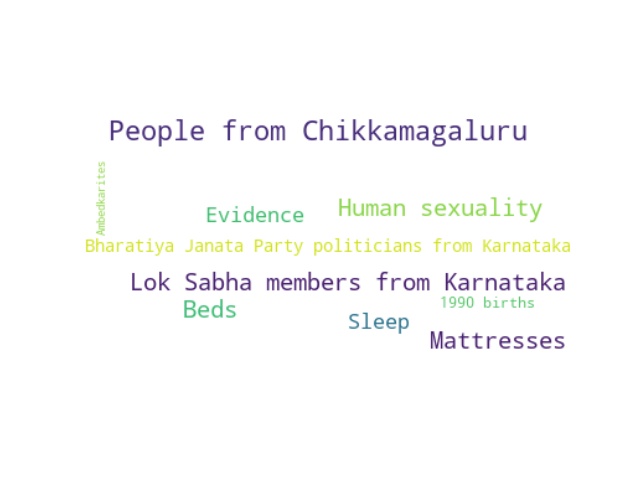 People from Chikkamagaluru
Ambedkarites
Human sexuality
Evidence
Bharatiya Janata Party politicians from Karnataka
Lok Sabha members from Karnataka
1990 births
Beds
Sleep
Mattresses